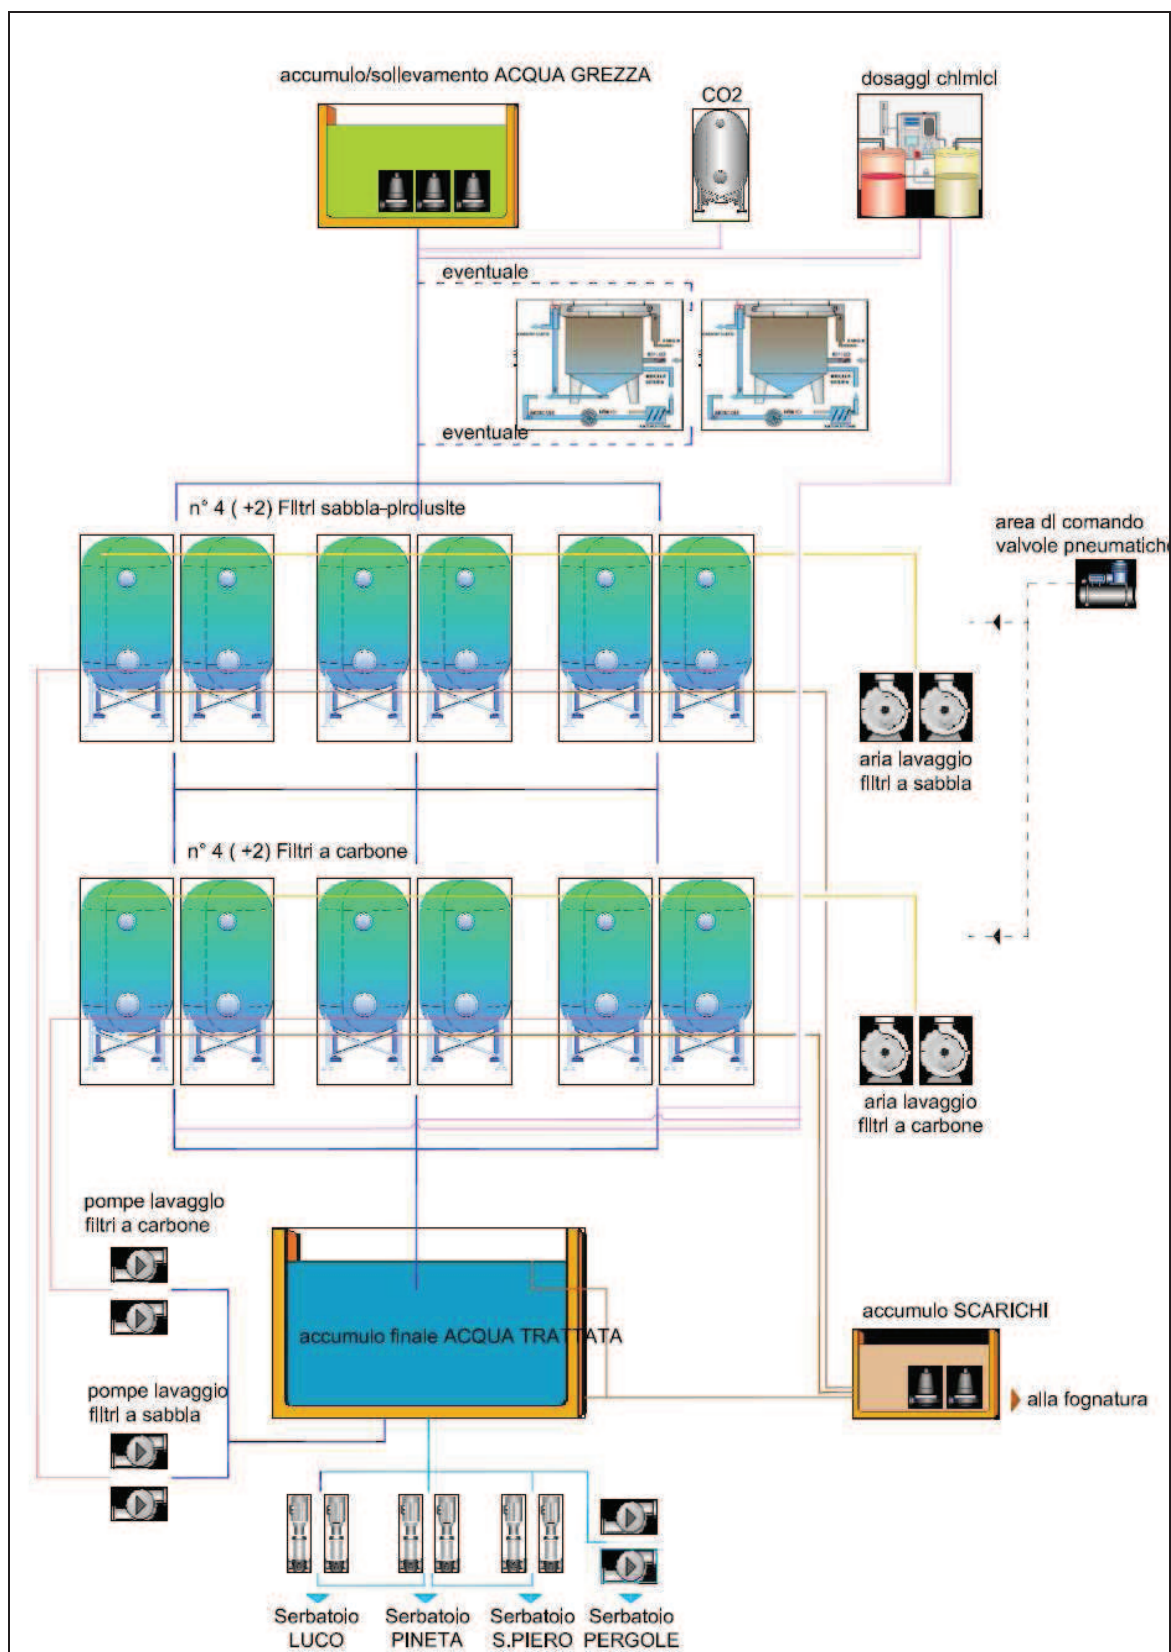 accumulo/sollevamento ACQUA GREZZA
CO2
dosaggi chimici
eventuale
eventuale
n° 4 ( +2) Filtri sabbia-pirolusite
area di comando
valvole pneumatiche
aria lavaggio
filtri a sabbia
n° 4 ( +2) Filtri a carbone
aria lavaggio
filtri a carbone
pompe lavaggio
filtri a carbone
accumulo finale ACQUA TRATTATA
accumulo SCARICHI
alla fognatura
pompe lavaggio
filtri a sabbia
Serbatoio
LUCO
Serbatoio
PINETA
Serbatoio
S.PIERO
Serbatoio
PERGOLE